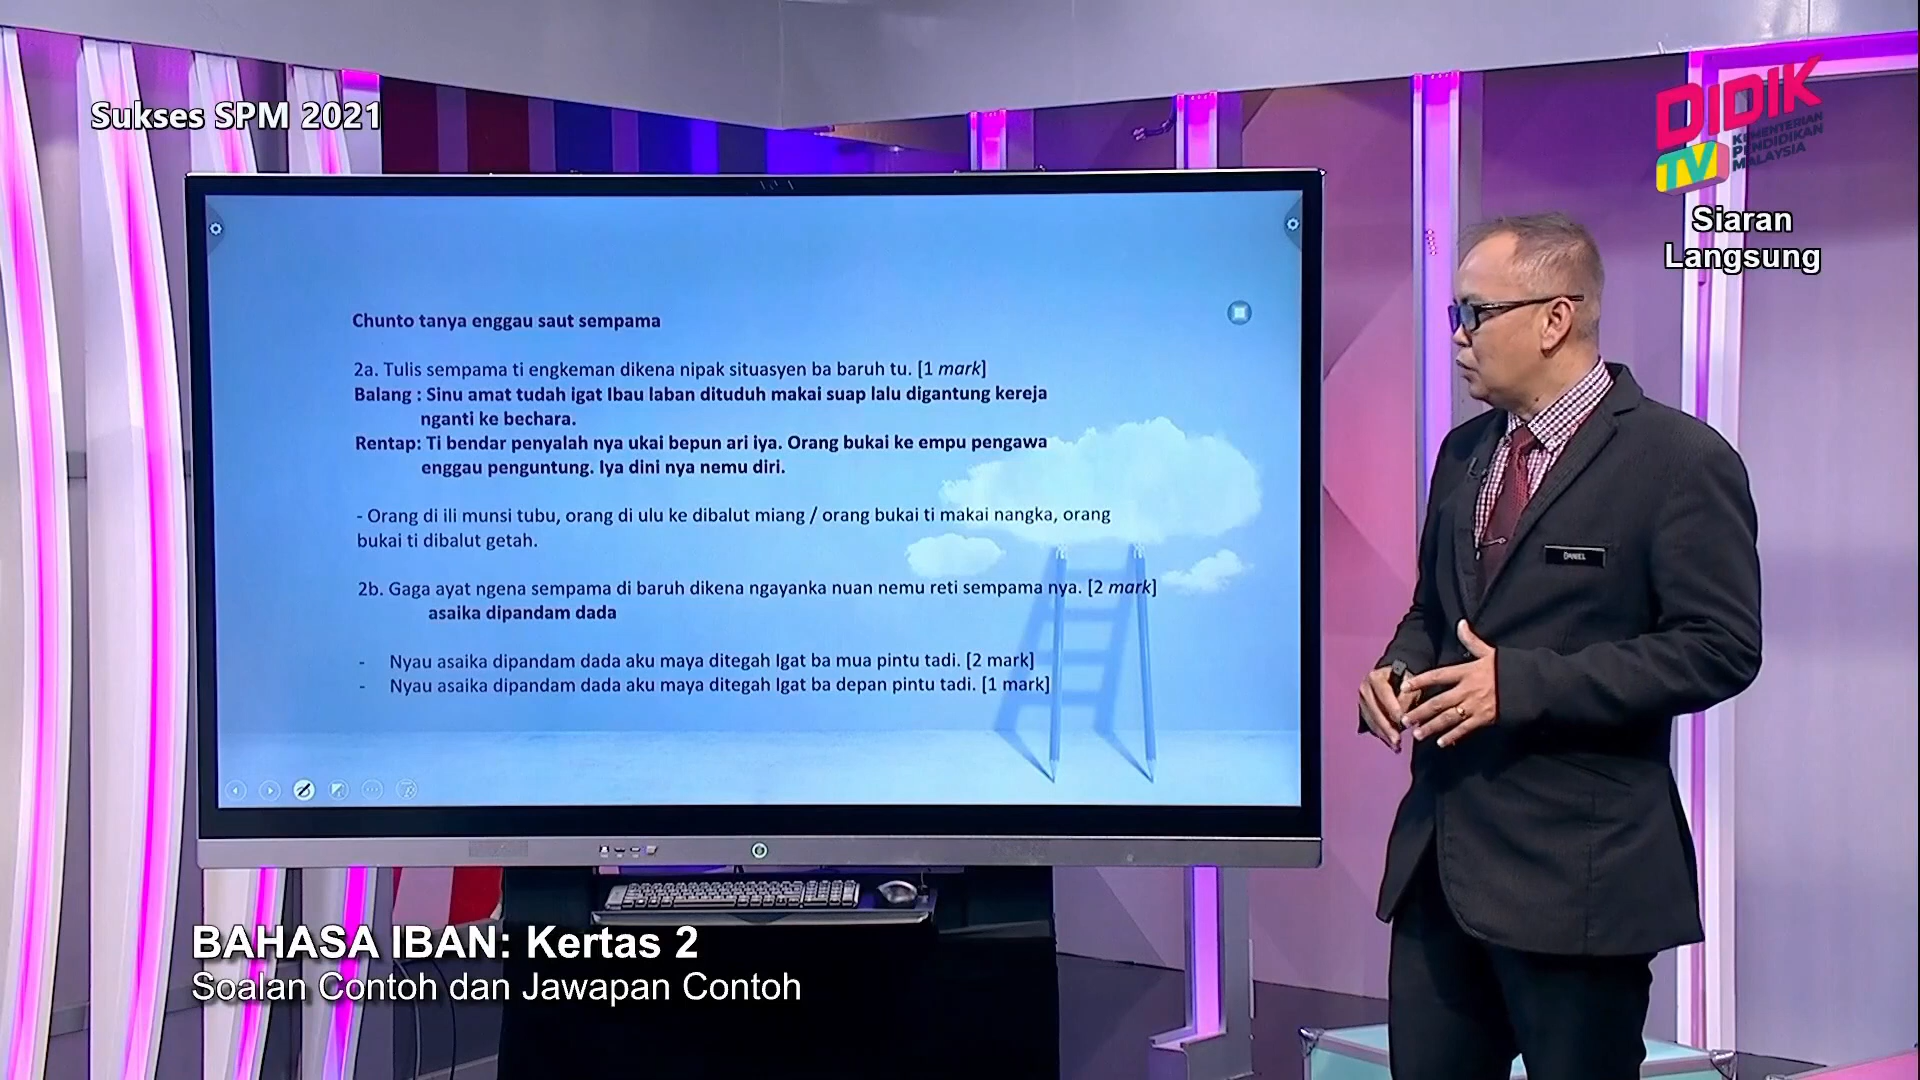 Sukses SPM 2021
DIDIK
TV
KEMENTERIAN
PENDIDIKAN
MALAYSIA
Siaran
Langsung
Chunto tanya enggau saut sempama
2a. Tulis sempama ti engkeman dikena nipak situasyen ba baruh tu. [1 mark]
Balang : Sinu amat tudah igat Ibau laban dituduh makai suap lalu digantung kereja
nganti ke bechara.
Rentap: Ti bendar penyalah nya ukai bepun ari iya. Orang bukai ke empu pengawa
enggau penguntung. Iya dini nya nemu diri.
- Orang di ili munsi tubu, orang di ulu ke dibalut miang / orang bukai ti makai nangka, orang
bukai ti dibalut getah.
2b. Gaga ayat ngena sempama di baruh dikena ngayanka nuan nemu reti sempama nya. [2 mark]
asaika dipandam dada
- Nyau asaika dipandam dada aku maya ditegah Igat ba mua pintu tadi. [2 mark]
- Nyau asaika dipandam dada aku maya ditegah Igat ba depan pintu tadi. [1 mark]
DANIEL
BAHASA IBAN: Kertas 2
Soalan Contoh dan Jawapan Contoh